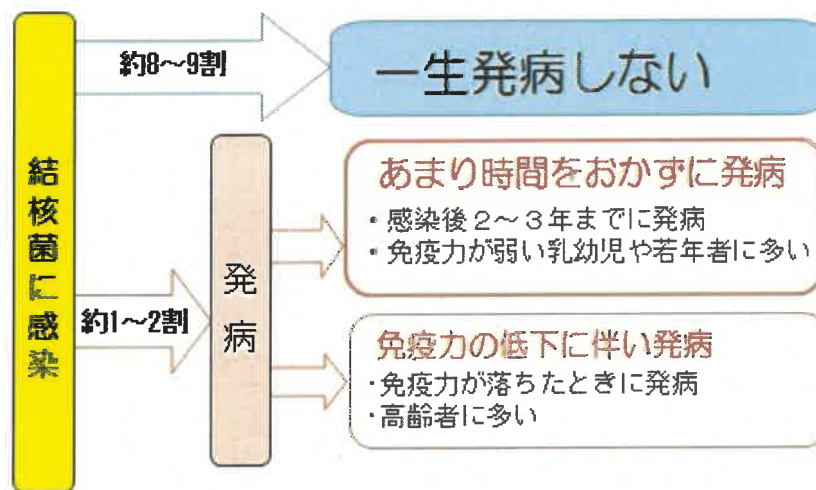 結核菌に感染
約8～9割
一生発病しない
約1～2割
発病
あまり時間をおかずに発病
・感染後２～３年までに発病
・免疫力が弱い乳幼児や若年者に多い
免疫力の低下に伴い発病
・免疫力が落ちたときに発病
・高齢者に多い